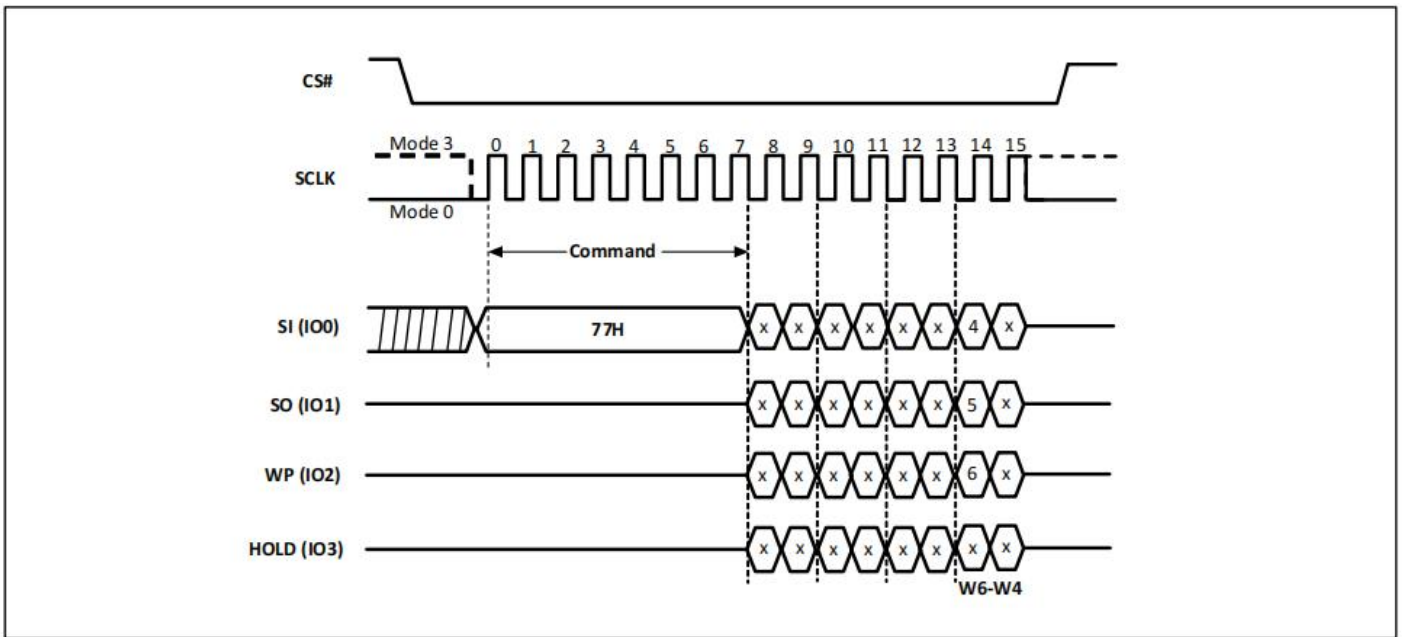 CS#
Mode 3 0 1 2 3 4 5 6 7 8 9 10 11 12 13 14 15
SCLK
Mode 0
Command
SI (IO0) 77H x x x x x x 4 x
SO (IO1) x x x x x x 5 x
WP (IO2) x x x x x x 6 x
HOLD (IO3) x x x x x x x x
W6-W4